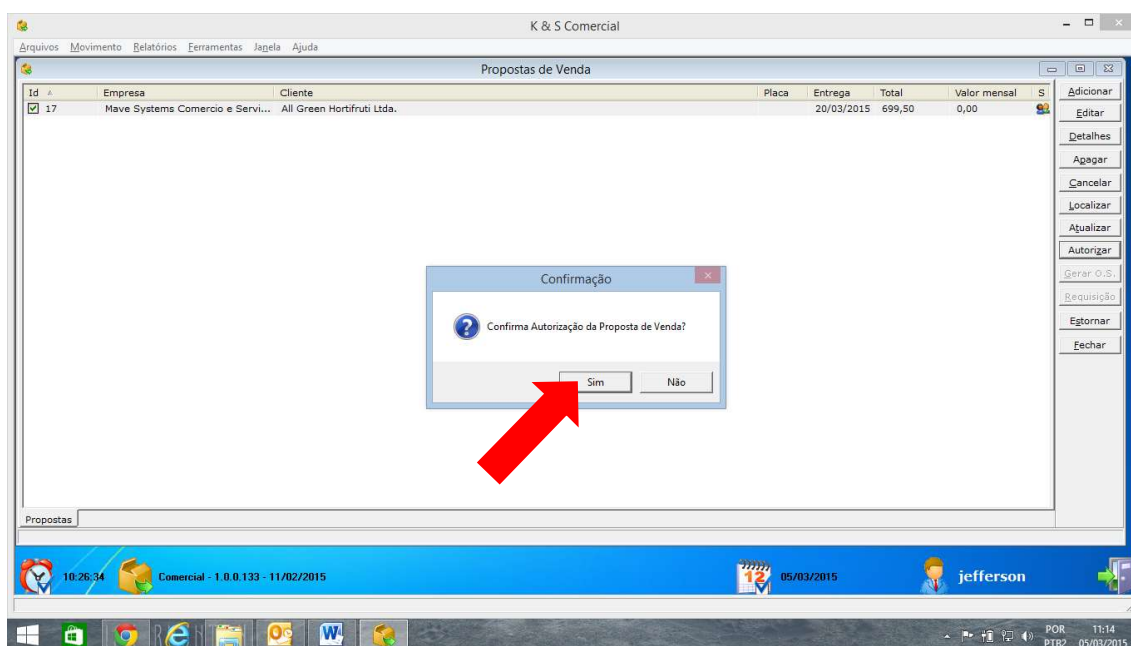 K & S Comercial
Arquivos Movimento Relatórios Ferramentas Janela Ajuda
Propostas de Venda
Id Empresa Cliente Placa Entrega Total Valor mensal S
17 Mave Systems Comercio e Servi... All Green Hortifruti Ltda. 20/03/2015 699,50 0,00
Adicionar
Editar
Detalhes
Apagar
Cancelar
Localizar
Atualizar
Autorizar
Gerar O.S.
Requisição
Estornar
Fechar
Confirmação
Confirma Autorização da Proposta de Venda?
Sim Não
Propostas
10:26:34 Comercial - 1.0.0.133 - 11/02/2015 12 05/03/2015 jefferson
POR 11:14
PTB2 05/03/2015